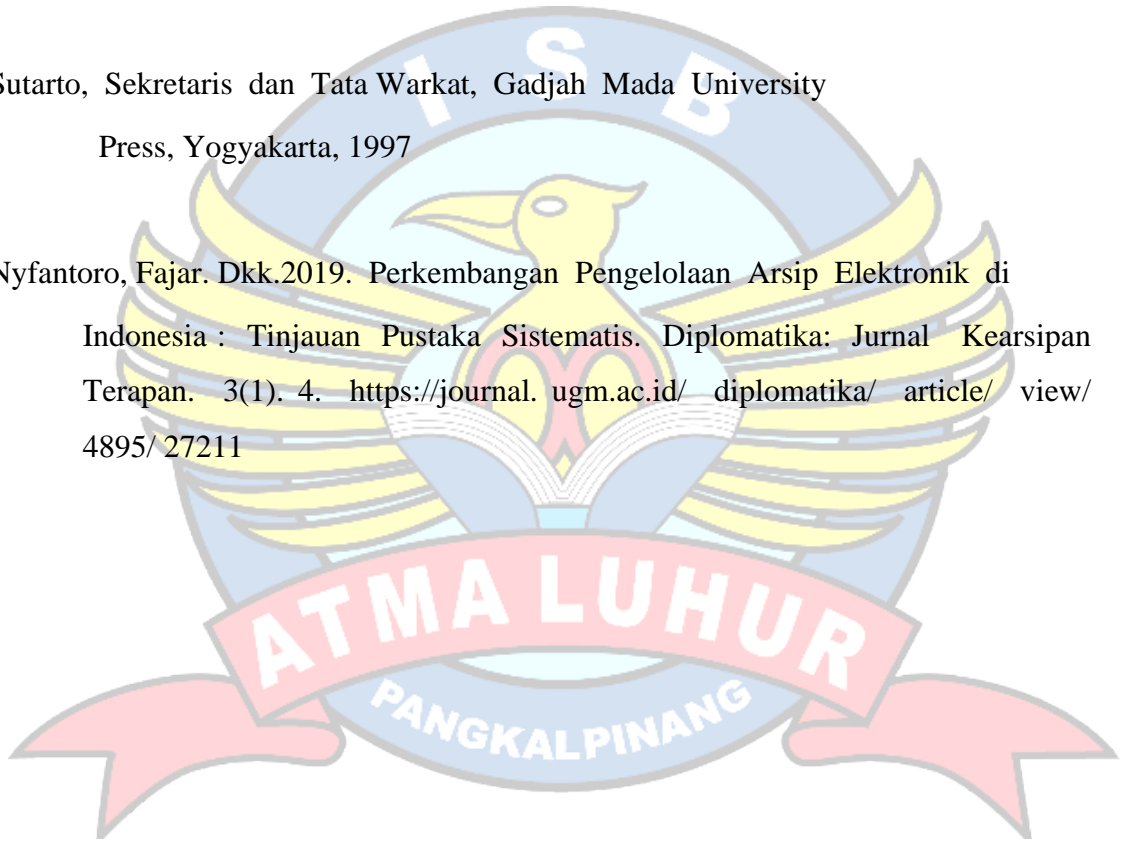 I S B
Sutarto, Sekretaris dan Tata Warkat, Gadjah Mada University
Press, Yogyakarta, 1997
Nyfantoro, Fajar. Dkk.2019. Perkembangan Pengelolaan Arsip Elektronik di
Indonesia : Tinjauan Pustaka Sistematis. Diplomatika: Jurnal Kearsipan
Terapan. 3(1). 4. https://journal. ugm.ac.id/ diplomatika/ article/ view/
4895/ 27211
ATMA LUHUR
PANGKALPINANG